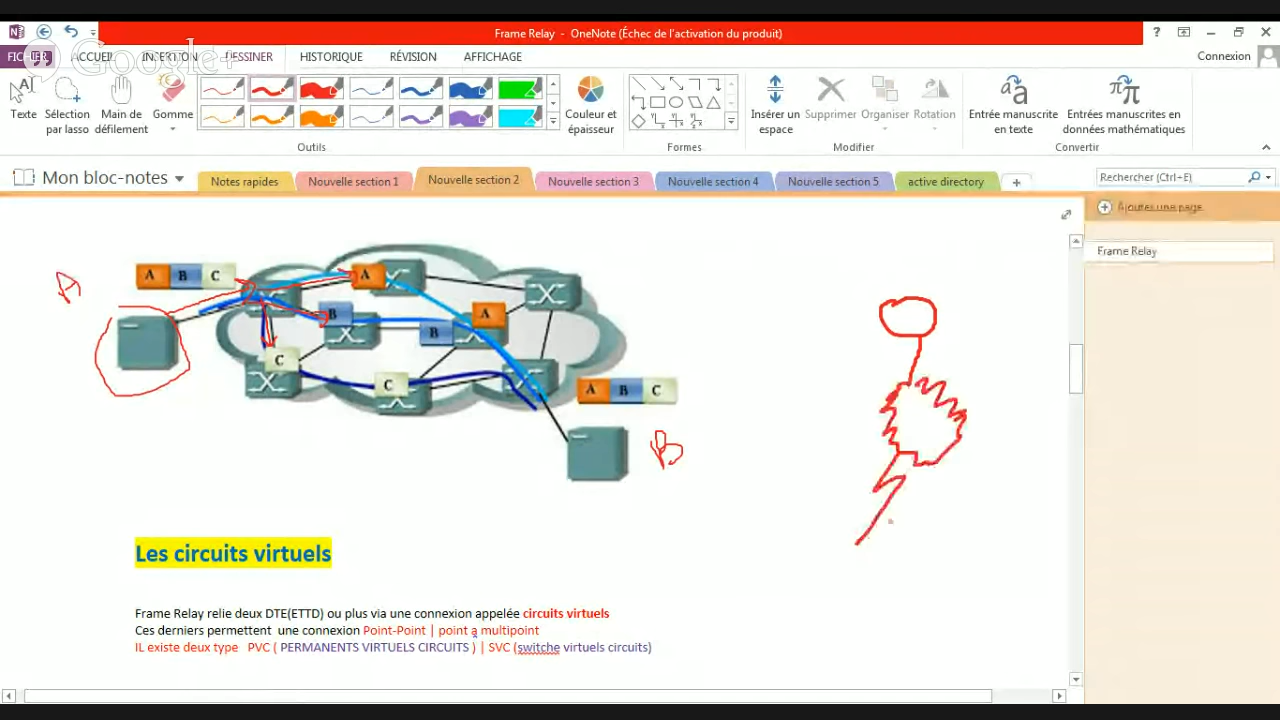 Frame Relay - OneNote (Échec de l'activation du produit)
Google+
FICHIER ACCUEIL INSERTION DESSINER HISTORIQUE RÉVISION AFFICHAGE Connexion
Texte
Sélection par lasso
Main de défilement
Gomme
Couleur et épaisseur
Insérer un espace
Supprimer
Organiser
Rotation
Entrée manuscrite en texte
Entrées manuscrites en données mathématiques
Outils Formes Modifier Convertir
Mon bloc-notes Notes rapides Nouvelle section 1 Nouvelle section 2 Nouvelle section 3 Nouvelle section 4 Nouvelle section 5 active directory Rechercher (Ctrl+E)
Ajouter une page
Frame Relay
A
A B C
A
B
A
B
C
C
A B C
B
Les circuits virtuels
Frame Relay relie deux DTE(ETTD) ou plus via une connexion appelée circuits virtuels
Ces derniers permettent une connexion Point-Point | point a multipoint
IL existe deux type PVC ( PERMANENTS VIRTUELS CIRCUITS ) | SVC (switche virtuels circuits)